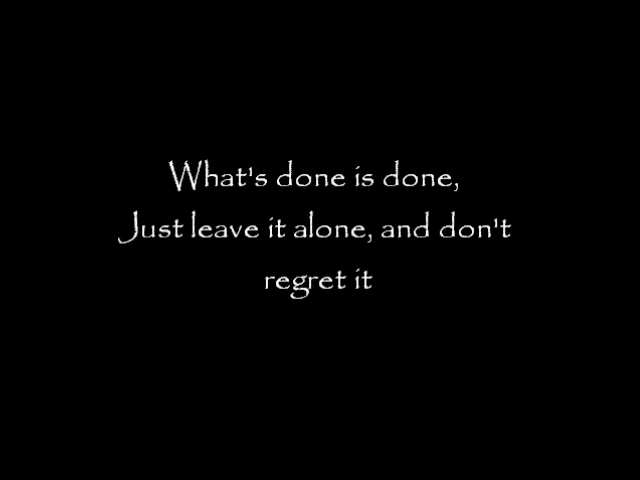 What's done is done,
Just leave it alone, and don't
regret it